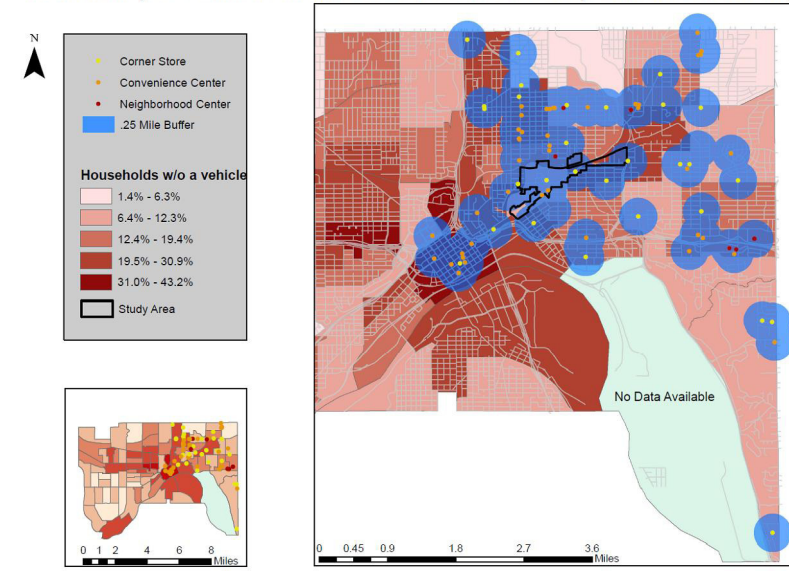 N
Corner Store
Convenience Center
Neighborhood Center
.25 Mile Buffer
Households w/o a vehicle
1.4% - 6.3%
6.4% - 12.3%
12.4% - 19.4%
19.5% - 30.9%
31.0% - 43.2%
Study Area
No Data Available
0 1 2 4 6 8
Miles
0 0.45 0.9 1.8 2.7 3.6
Miles